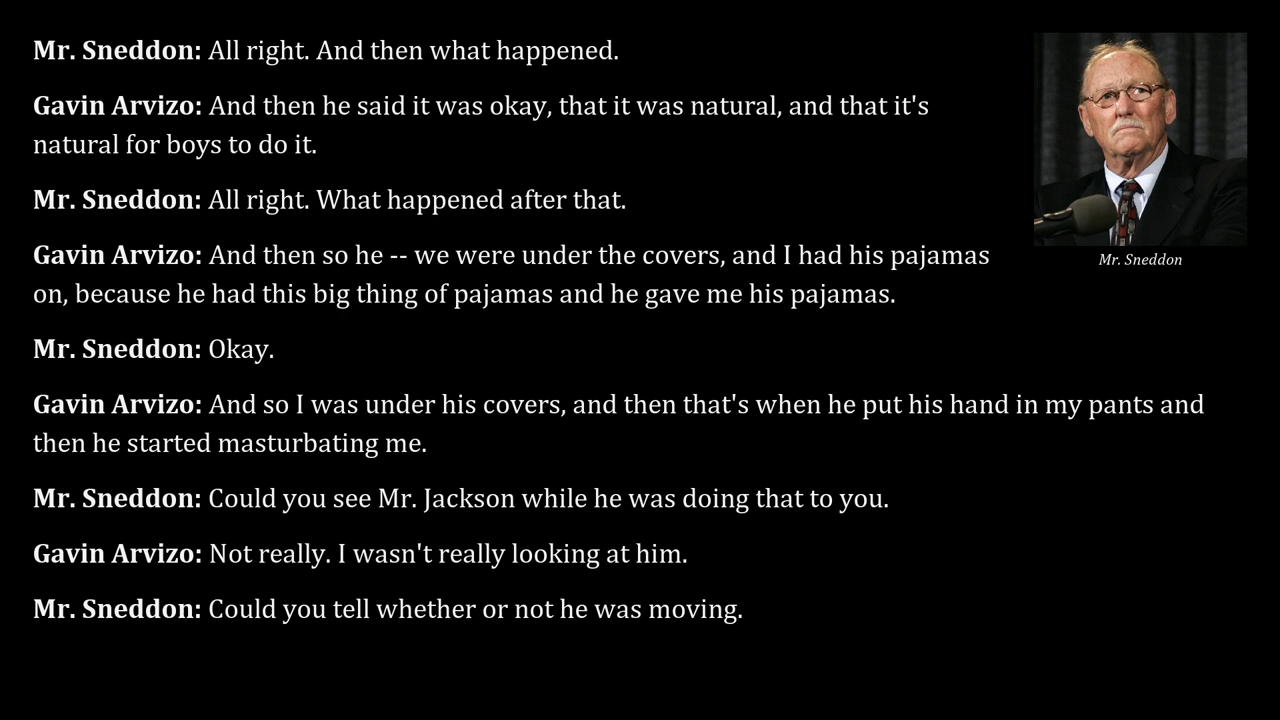 Mr. Sneddon: All right. And then what happened.
Gavin Arvizo: And then he said it was okay, that it was natural, and that it's
natural for boys to do it.
Mr. Sneddon: All right. What happened after that.
Gavin Arvizo: And then so he -- we were under the covers, and I had his pajamas
on, because he had this big thing of pajamas and he gave me his pajamas.
Mr. Sneddon
Mr. Sneddon: Okay.
Gavin Arvizo: And so I was under his covers, and then that's when he put his hand in my pants and
then he started masturbating me.
Mr. Sneddon: Could you see Mr. Jackson while he was doing that to you.
Gavin Arvizo: Not really. I wasn't really looking at him.
Mr. Sneddon: Could you tell whether or not he was moving.